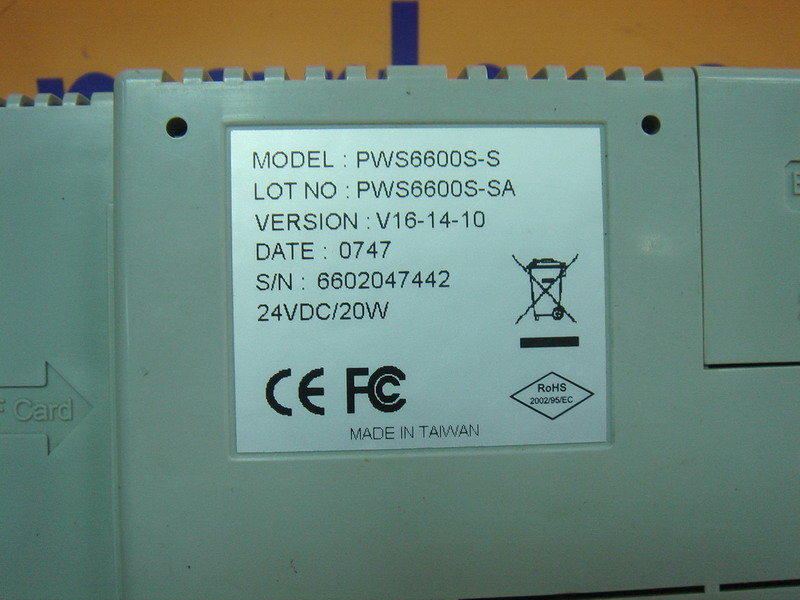 MODEL : PWS6600S-S
LOT NO : PWS6600S-SA
VERSION : V16-14-10
DATE : 0747
S/N : 6602047442
24VDC/20W
CE FC
RoHS
2002/95/EC
MADE IN TAIWAN
Card